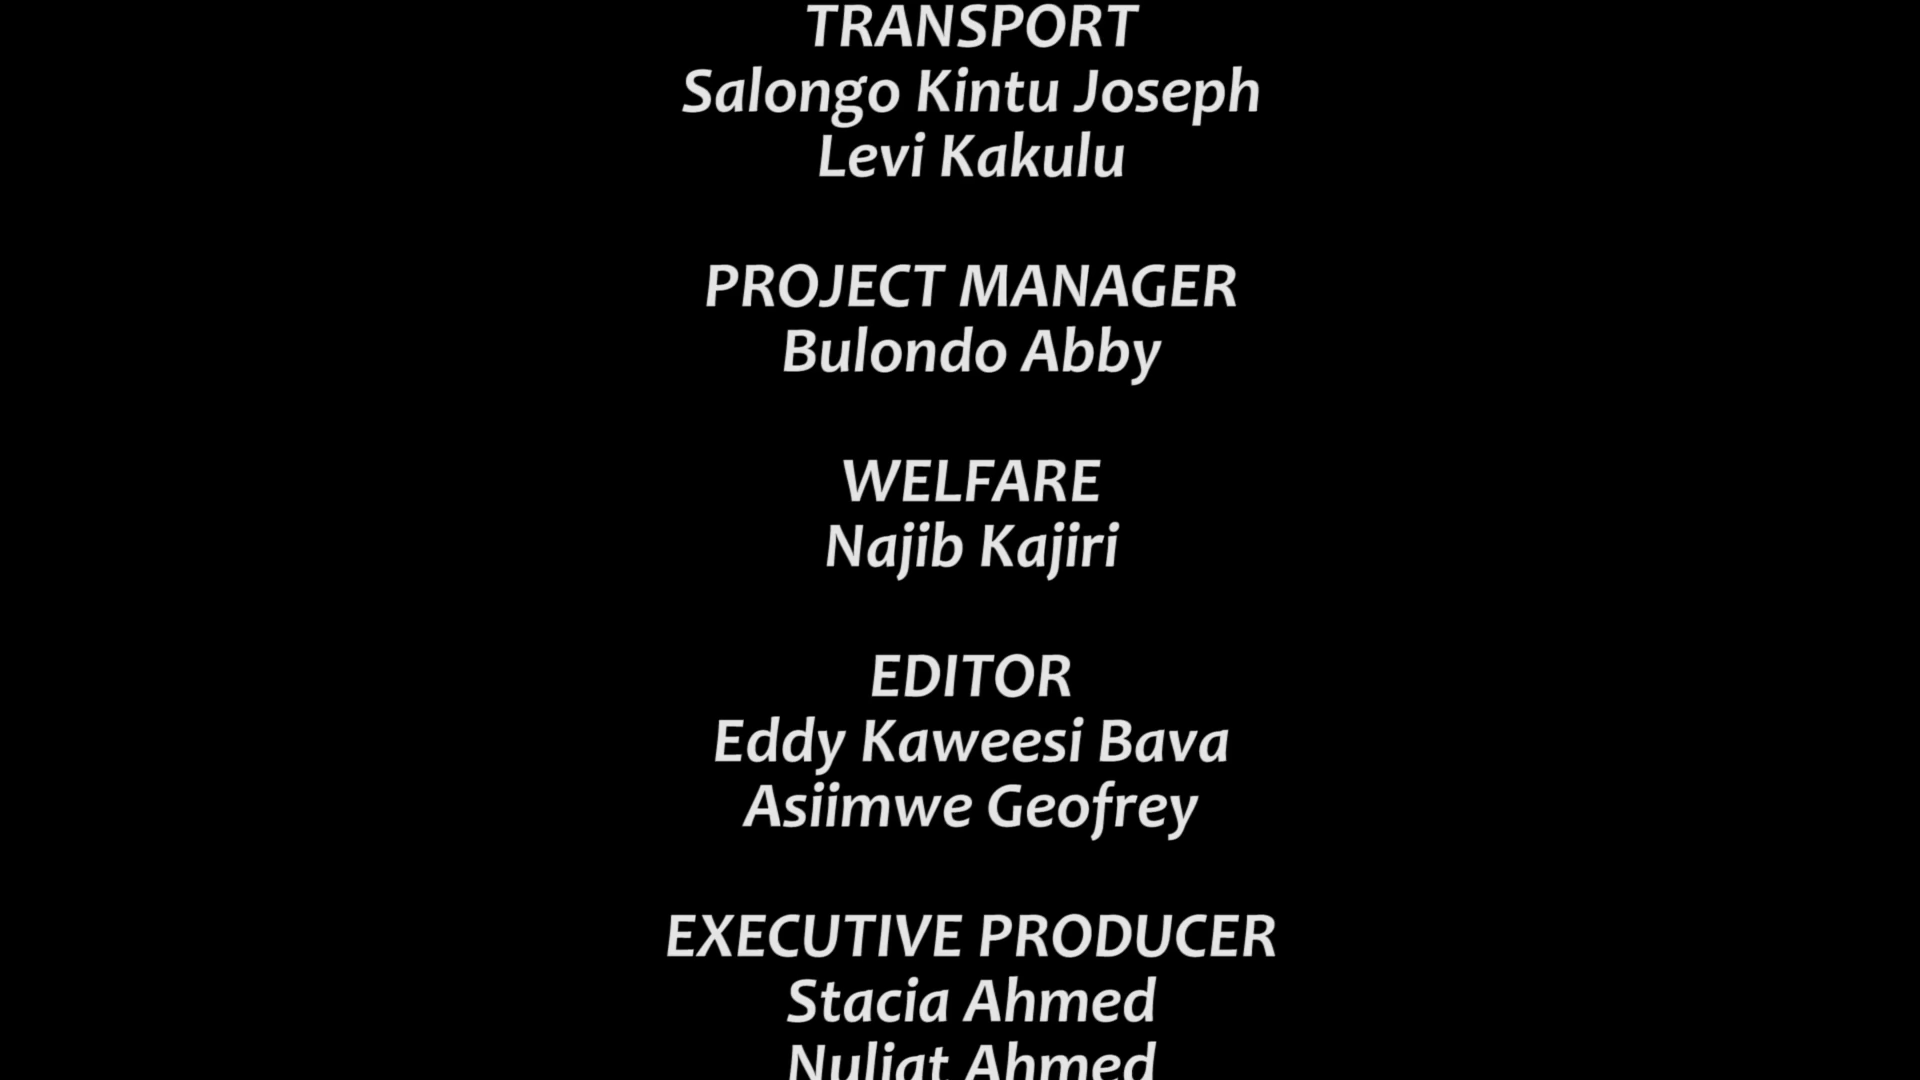 TRANSPORT
Salongo Kintu Joseph
Levi Kakulu
PROJECT MANAGER
Bulondo Abby
WELFARE
Najib Kajiri
EDITOR
Eddy Kaweesi Bava
Asiimwe Geofrey
EXECUTIVE PRODUCER
Stacia Ahmed
Ahmed